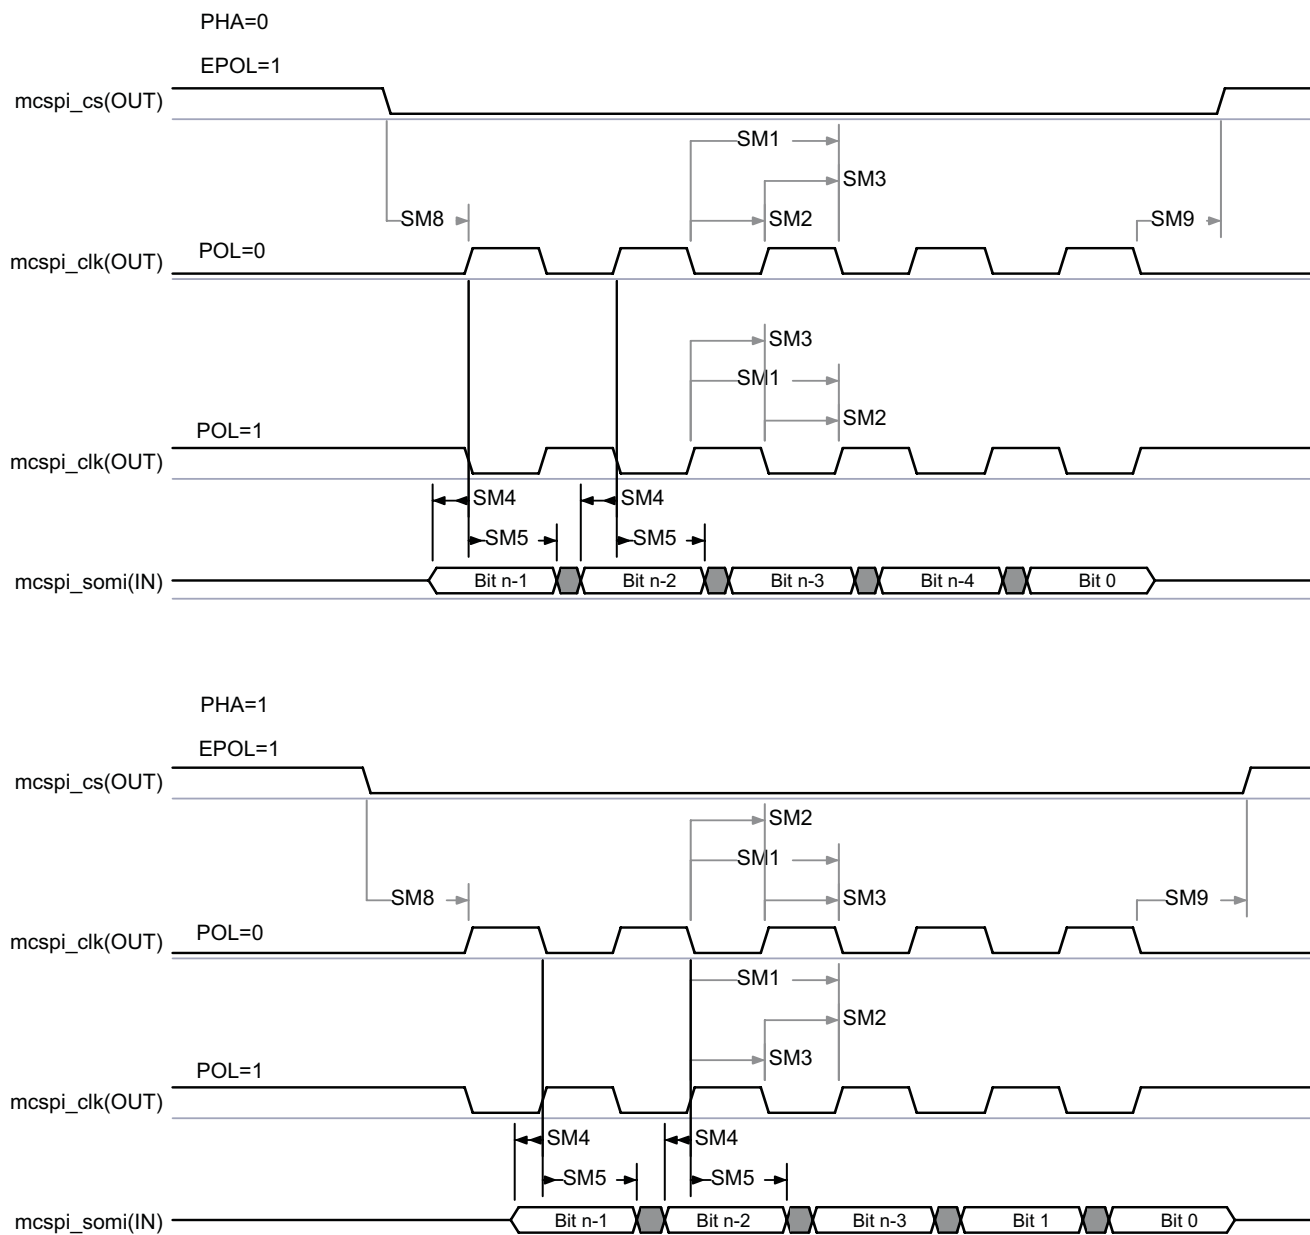 PHA=0
EPOL=1
mcspi_cs(OUT)
SM1
SM3
SM8
SM2
SM9
POL=0
mcspi_clk(OUT)
SM3
SM1
SM2
POL=1
mcspi_clk(OUT)
SM4 SM4
SM5 SM5
mcspi_somi(IN) Bit n-1 Bit n-2 Bit n-3 Bit n-4 Bit 0
PHA=1
EPOL=1
mcspi_cs(OUT)
SM2
SM1
SM8 SM3 SM9
POL=0
mcspi_clk(OUT)
SM1
SM2
SM3
POL=1
mcspi_clk(OUT)
SM4 SM4
SM5 SM5
mcspi_somi(IN) Bit n-1 Bit n-2 Bit n-3 Bit 1 Bit 0